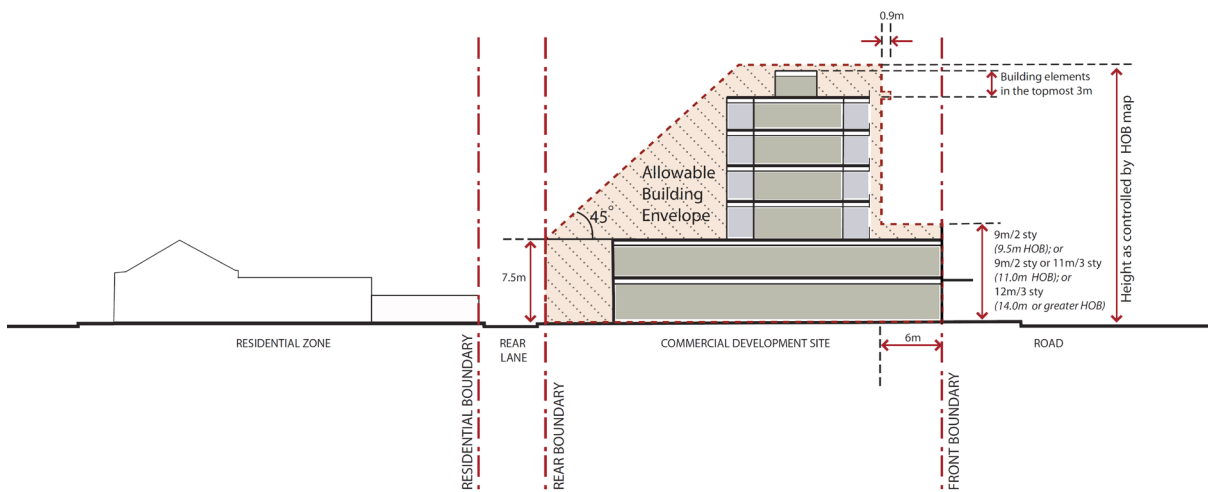 0.9m
Building elements
in the topmost 3m
Height as controlled by HOB map
Allowable
Building
Envelope
45°
7.5m
9m/2 sty
(9.5m HOB); or
9m/2 sty or 11m/3 sty
(11.0m HOB); or
12m/3 sty
(14.0m or greater HOB)
6m
RESIDENTIAL ZONE
REAR
LANE
COMMERCIAL DEVELOPMENT SITE
ROAD
RESIDENTIAL BOUNDARY
REAR BOUNDARY
FRONT BOUNDARY